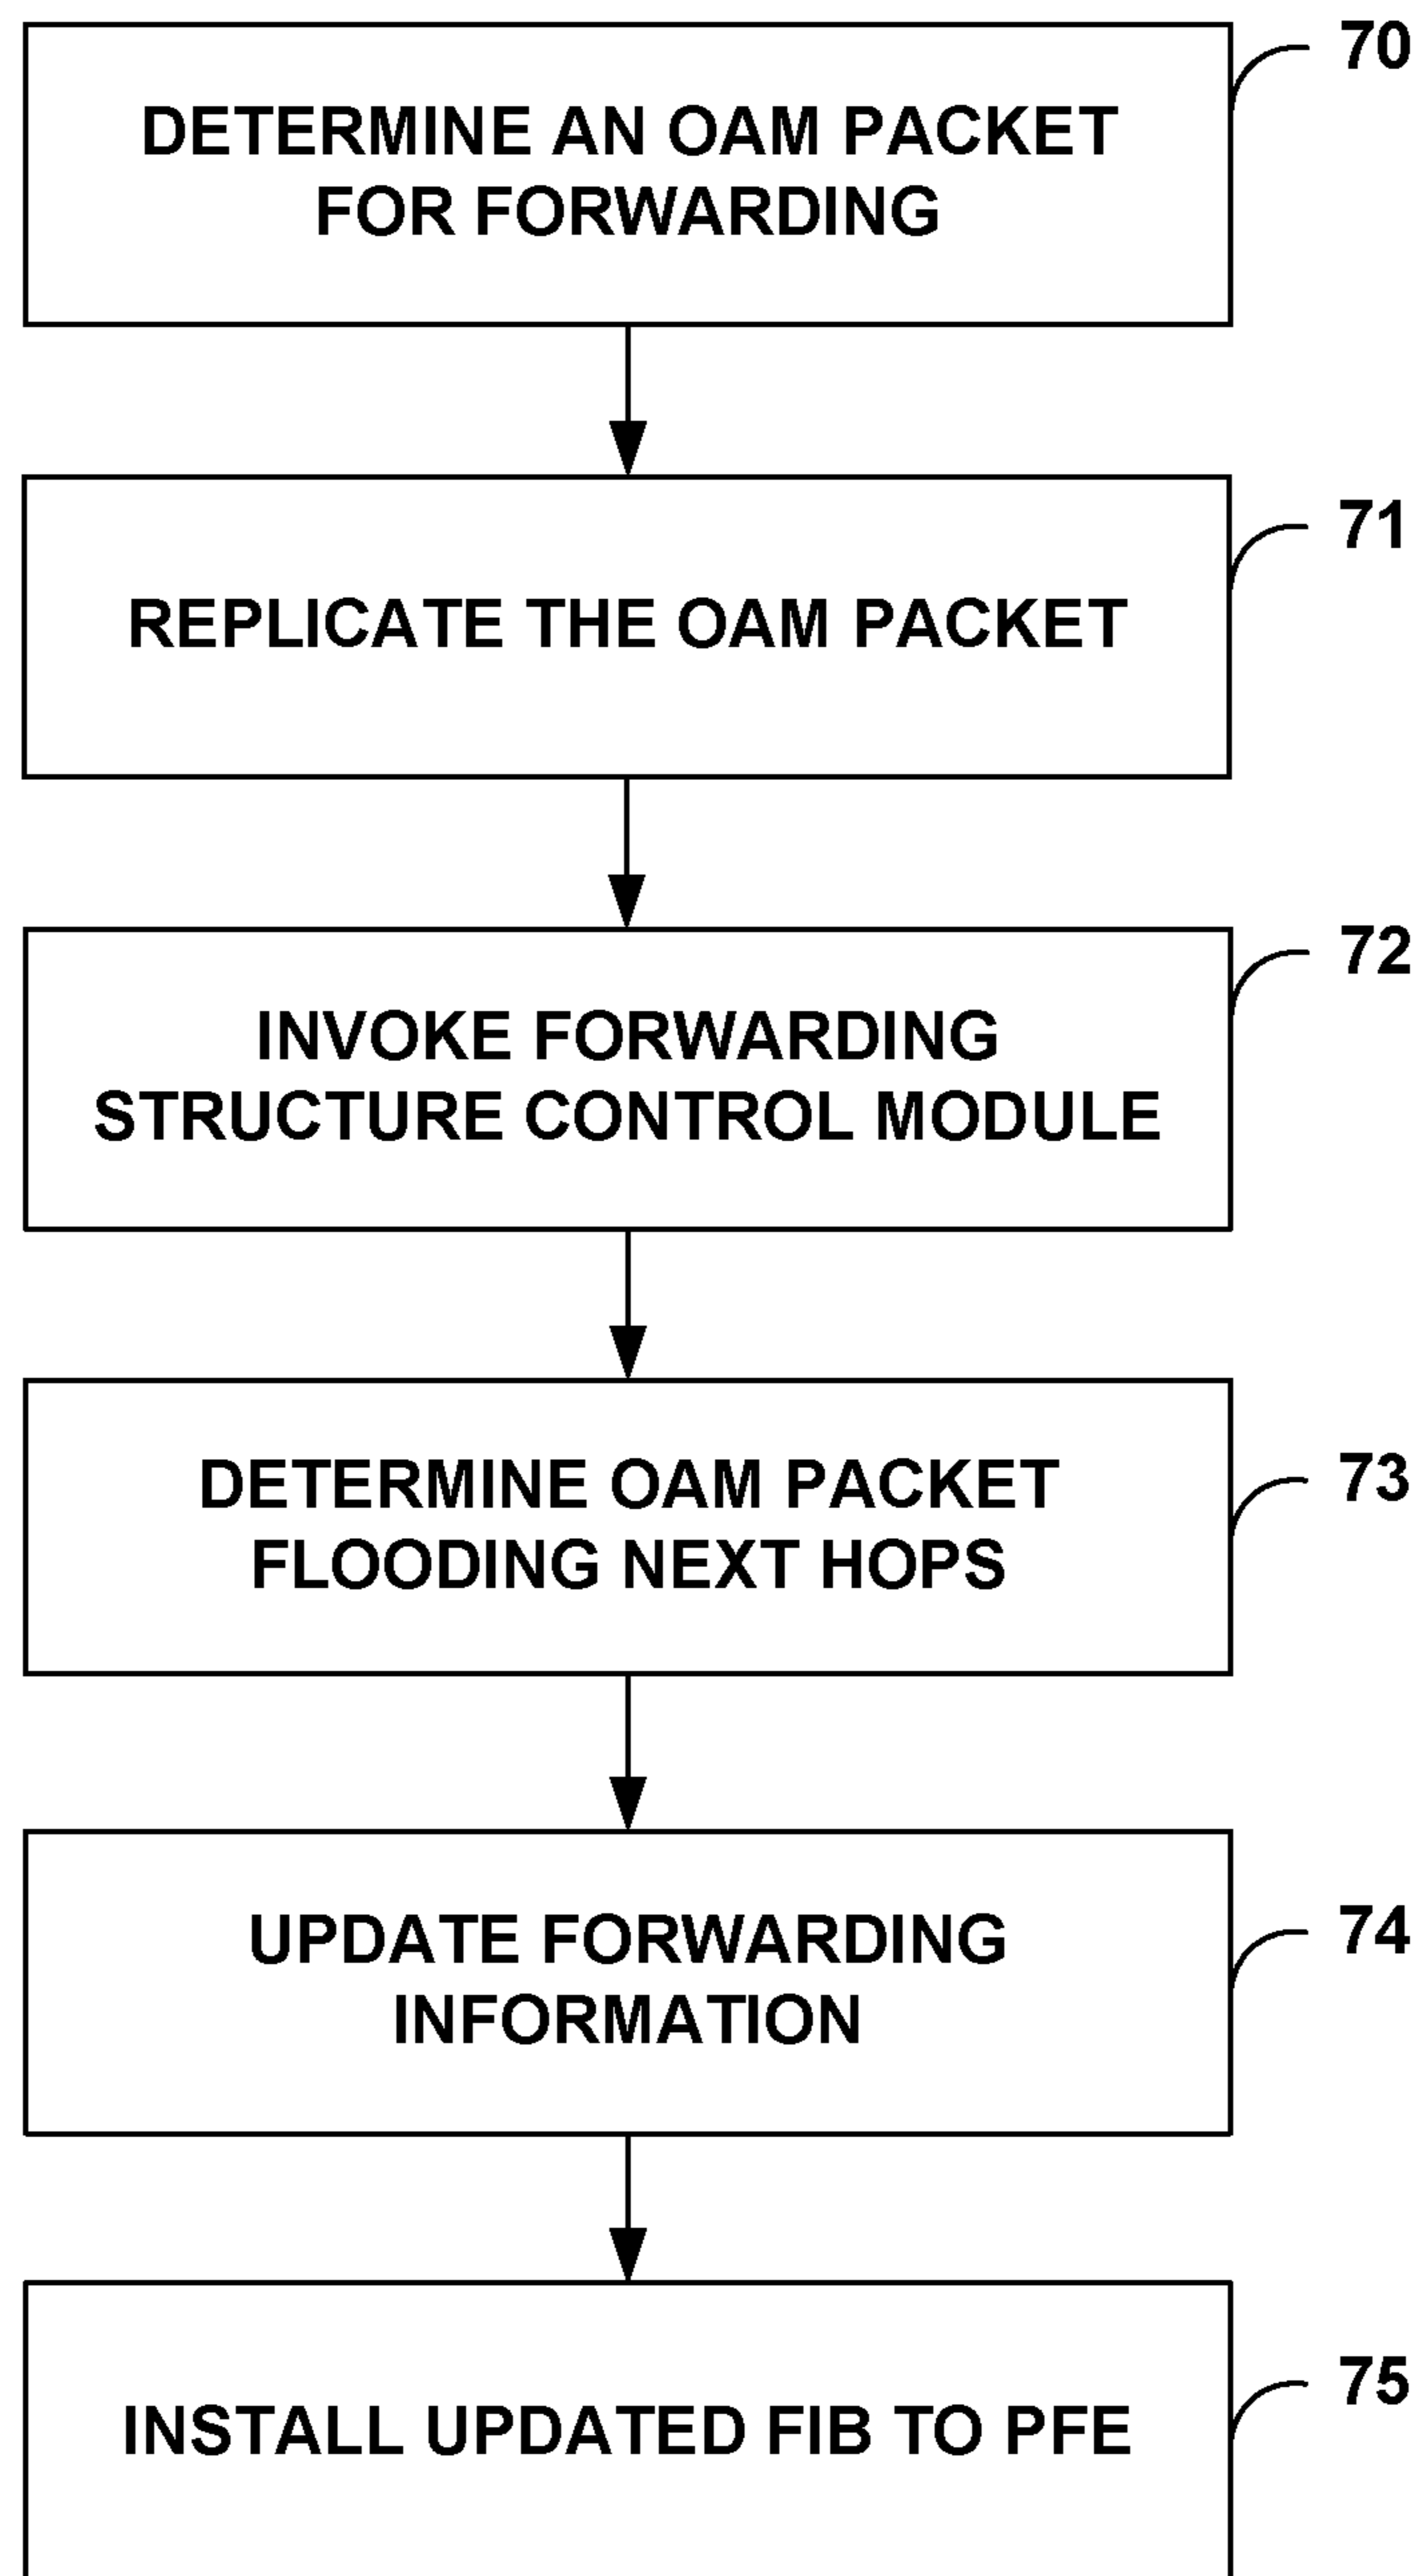 70
DETERMINE AN OAM PACKET
FOR FORWARDING
71
REPLICATE THE OAM PACKET
72
INVOKE FORWARDING
STRUCTURE CONTROL MODULE
73
DETERMINE OAM PACKET
FLOODING NEXT HOPS
74
UPDATE FORWARDING
INFORMATION
75
INSTALL UPDATED FIB TO PFE